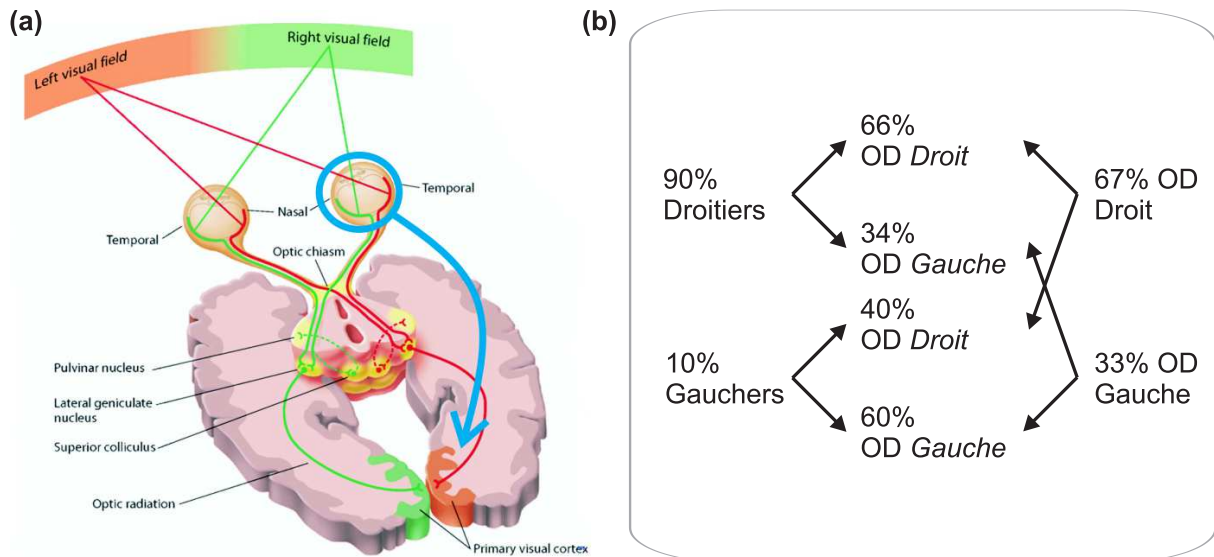 (a)
Left visual field
Right visual field
Temporal
Nasal
Temporal
Optic chiasm
Pulvinar nucleus
Lateral geniculate
nucleus
Superior colliculus
Optic radiation
Primary visual cortex
(b)
90%
Droitiers
66%
OD Droit
34%
OD Gauche
67% OD
Droit
10%
Gauchers
40%
OD Droit
60%
OD Gauche
33% OD
Gauche